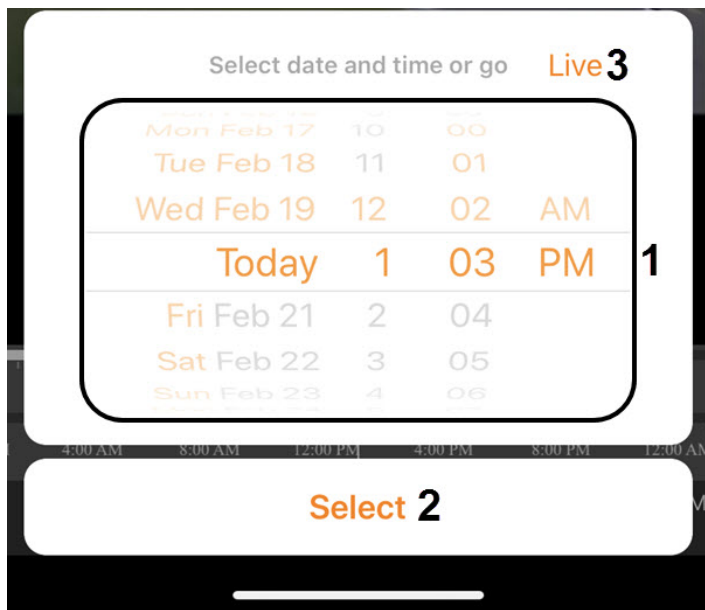 Select date and time or go Live 3
Mon Feb 17 10 00
Tue Feb 18 11 01
Wed Feb 19 12 02 AM
Today 1 03 PM 1
Fri Feb 21 2 04
Sat Feb 22 3 05
Sun Feb 23 4 06
4:00 AM 8:00 AM 12:00 PM 4:00 PM 8:00 PM 12:00 AM
Select 2